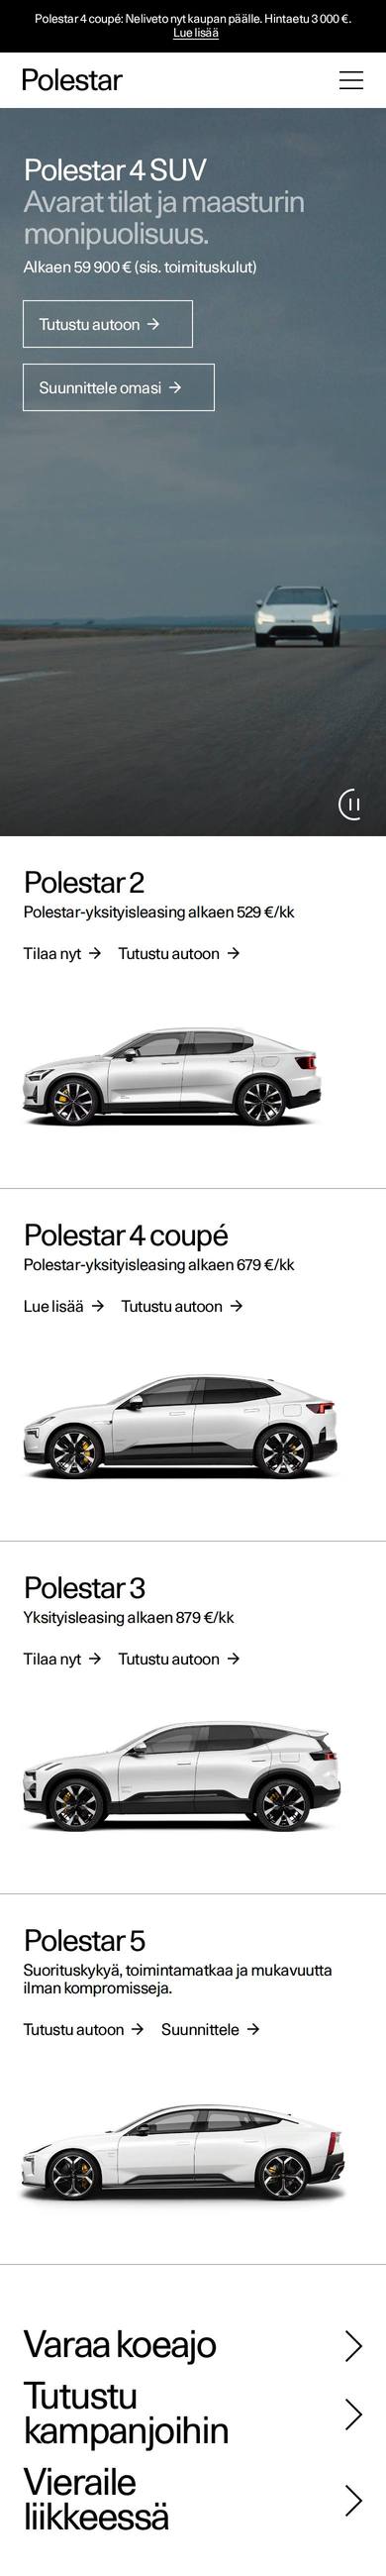 Polestar 4 coupé: Neliveto nyt kaupan päälle. Hintaetu 3 000 €.
Lue lisää
Polestar
Polestar 4 SUV
Avarat tilat ja maasturin
monipuolisuus.
Alkaen 59 900 € (sis. toimituskulut)
Tutustu autoon
Suunnittele omasi
Polestar 2
Polestar-yksityisleasing alkaen 529 €/kk
Tilaa nyt Tutustu autoon
Polestar 4 coupé
Polestar-yksityisleasing alkaen 679 €/kk
Lue lisää Tutustu autoon
Polestar 3
Yksityisleasing alkaen 879 €/kk
Tilaa nyt Tutustu autoon
Polestar 5
Suorituskykyä, toimintamatkaa ja mukavuutta
ilman kompromisseja.
Tutustu autoon Suunnittele
Varaa koeajo
Tutustu
kampanjoihin
Vieraile
liikkeessä